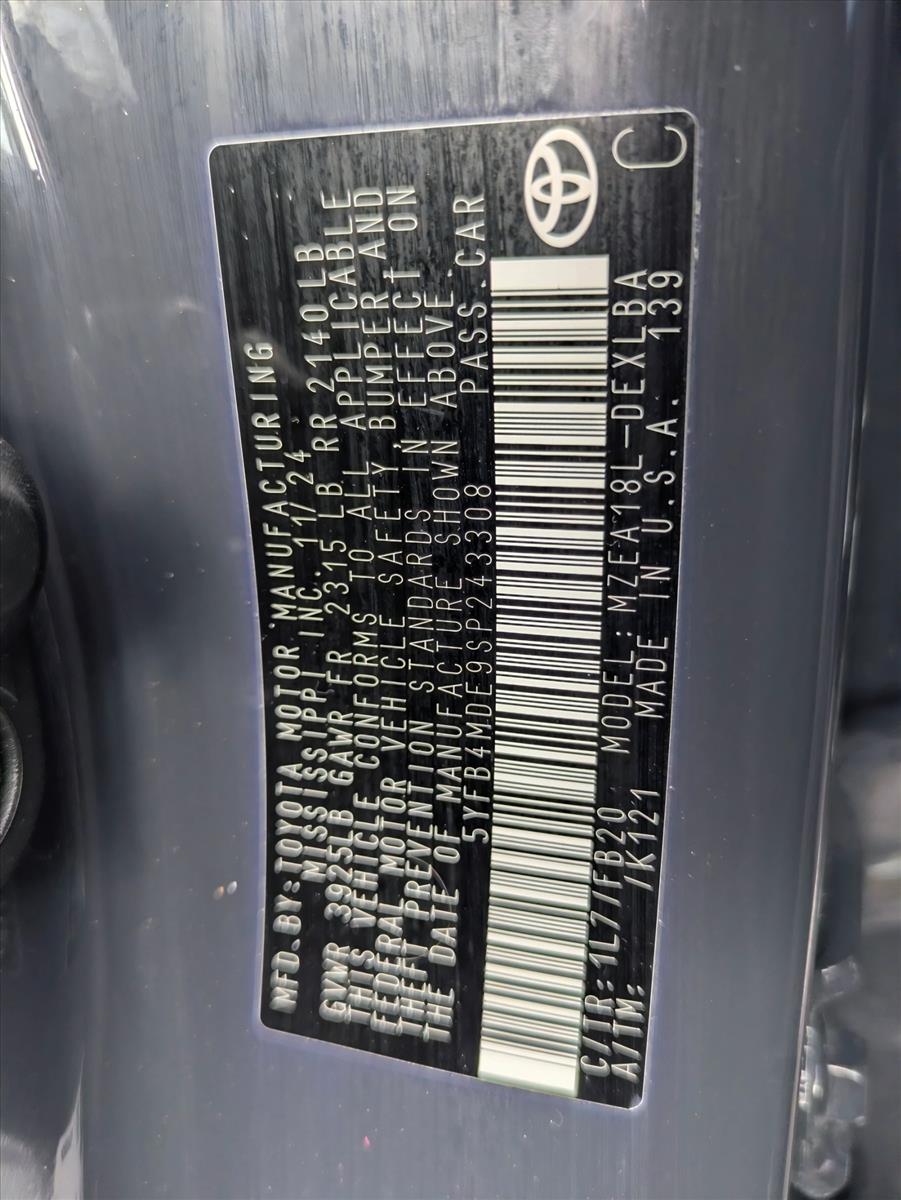 MFD.BY:TOYOTA MOTOR MANUFACTURING
MISSISSIPPI INC. 11/24
GVWR 3925LB GAWR FR 2315 LB RR 2140LB
THIS VEHICLE CONFORMS TO ALL APPLICABLE
FEDERAL MOTOR VEHICLE SAFETY BUMPER AND
THEFT PREVENTION STANDARDS IN EFFECT ON
THE DATE OF MANUFACTURE SHOWN ABOVE.
5YFB4MDE9SP243308 PASS.CAR
C/TR:1L7/FB20 MODEL:MZEA18L-DEXLBA
A/TM: /K121 MADE IN U.S.A. 139
C